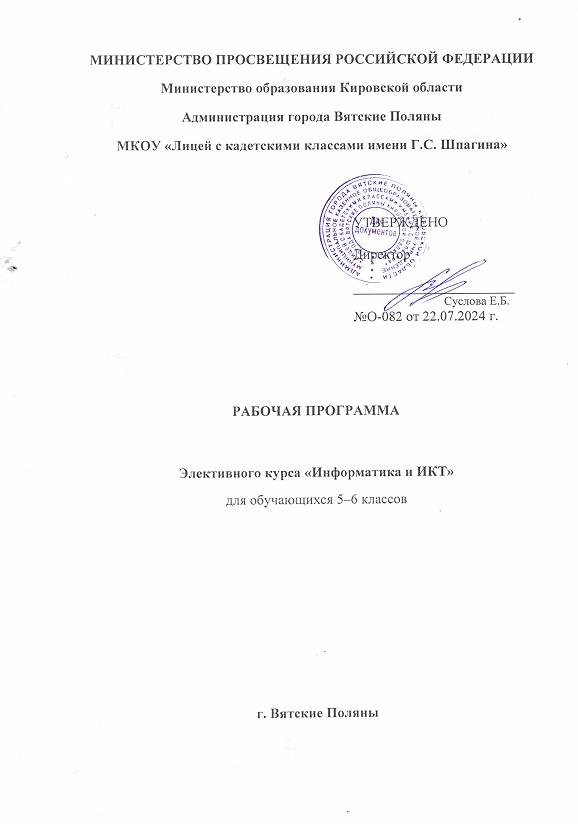 МИНИСТЕРСТВО ПРОСВЕЩЕНИЯ РОССИЙСКОЙ ФЕДЕРАЦИИ
Министерство образования Кировской области
Администрация города Вятские Поляны
МКОУ «Лицей с кадетскими классами имени Г.С. Шпагина»
УТВЕРЖДЕНО
Для
документов
Директор
Суслова Е.Б.
№О-082 от 22.07.2024 г.
РАБОЧАЯ ПРОГРАММА
Элективного курса «Информатика и ИКТ»
для обучающихся 5–6 классов
г. Вятские Поляны